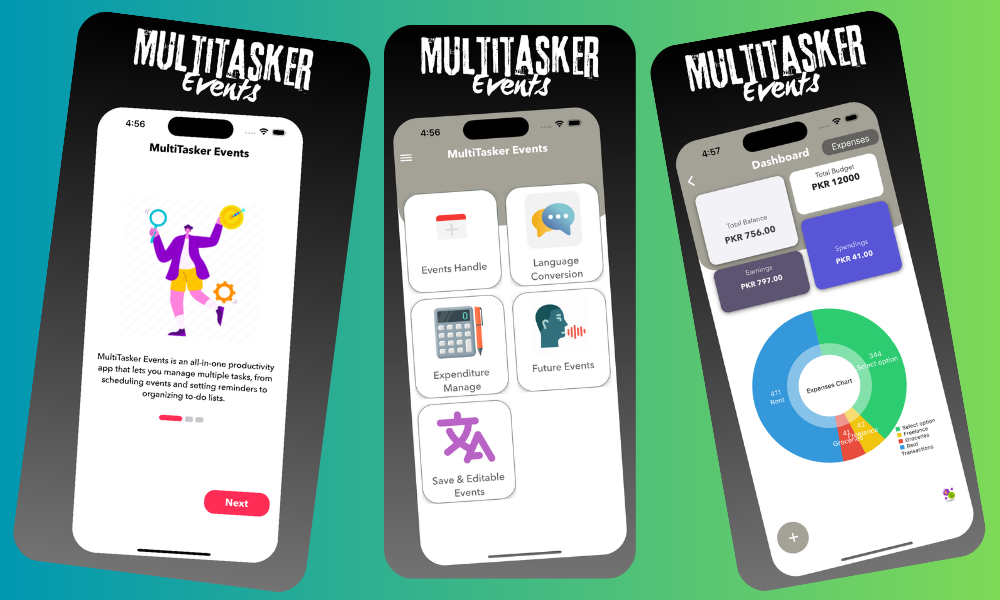 MULTITASKER
Events
4:56
MultiTasker Events
MultiTasker Events is an all-in-one productivity
app that lets you manage multiple tasks, from
scheduling events and setting reminders to
organizing to-do lists.
Next
MULTITASKER
Events
4:56
MultiTasker Events
Events Handle
Language
Conversion
Expenditure
Manage
Future Events
Save & Editable
Events
MULTITASKER
Events
4:57
Dashboard
Expenses
Total Balance
PKR 756.00
Total Budget
PKR 12000
Earnings
PKR 797.00
Spendings
PKR 41.00
344
Select option
411
Rent
Expenses Chart
41
Groceries
42
Freelance
Select option
Freelance
Groceries
Rent
Transactions